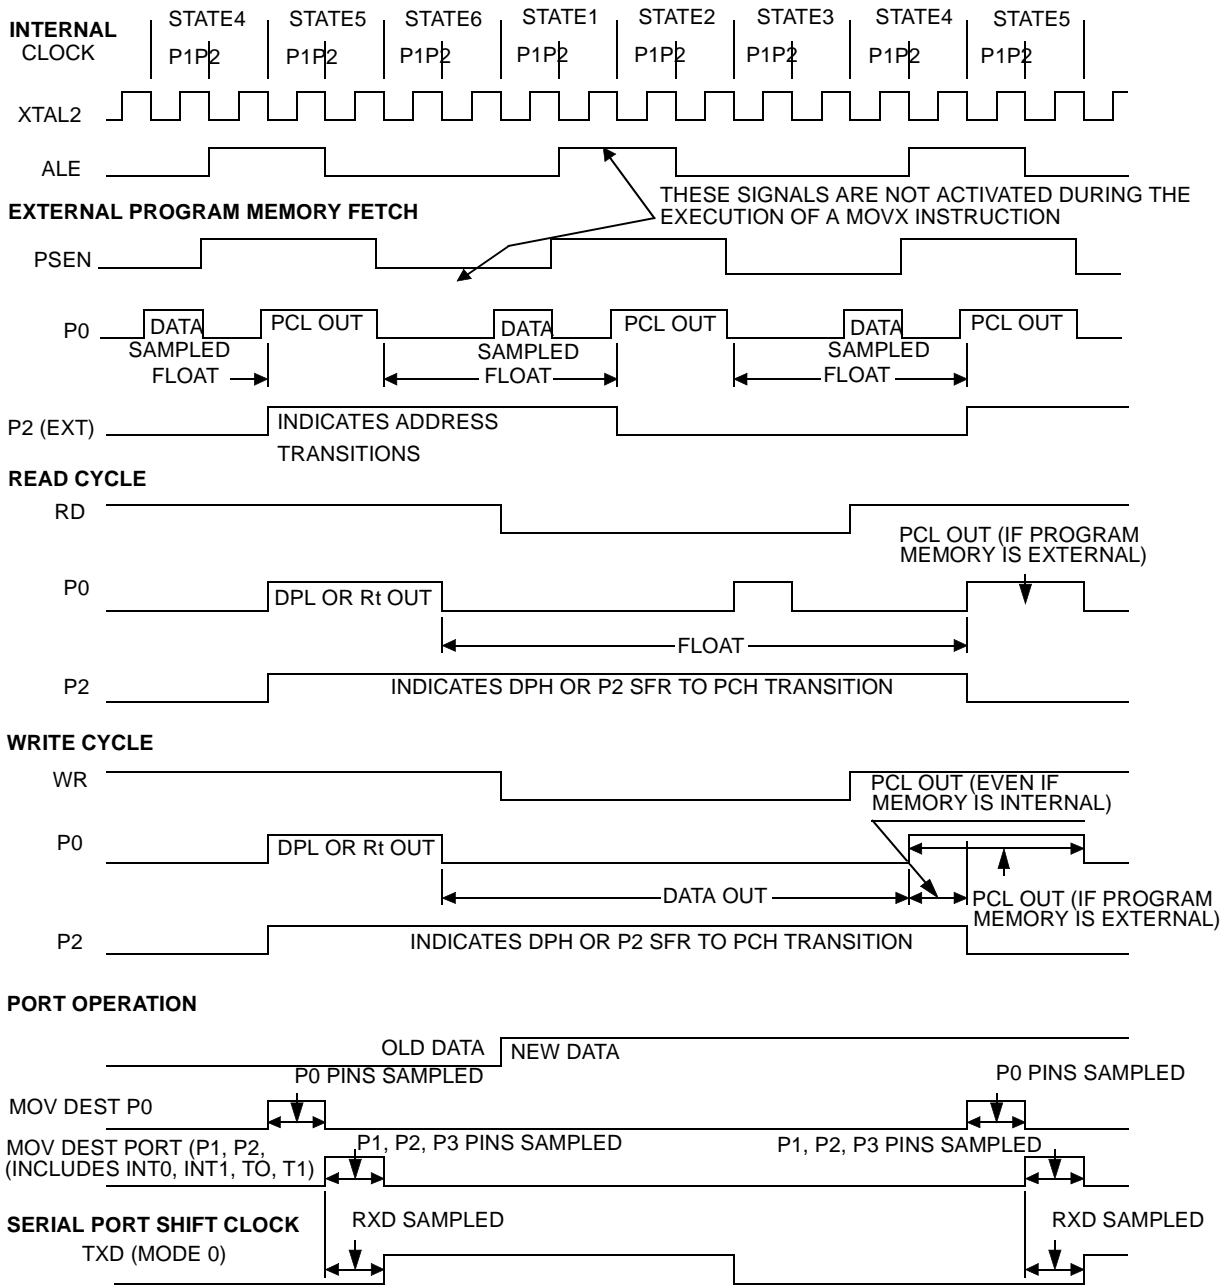 INTERNAL
CLOCK
STATE4 STATE5 STATE6 STATE1 STATE2 STATE3 STATE4 STATE5
P1P2 P1P2 P1P2 P1P2 P1P2 P1P2 P1P2 P1P2
XTAL2
ALE
THESE SIGNALS ARE NOT ACTIVATED DURING THE
EXECUTION OF A MOVX INSTRUCTION
EXTERNAL PROGRAM MEMORY FETCH
PSEN
P0
DATA PCL OUT DATA PCL OUT DATA PCL OUT
SAMPLED SAMPLED SAMPLED
FLOAT FLOAT FLOAT
P2 (EXT)
INDICATES ADDRESS
TRANSITIONS
READ CYCLE
RD
PCL OUT (IF PROGRAM
MEMORY IS EXTERNAL)
P0
DPL OR Rt OUT
FLOAT
P2
INDICATES DPH OR P2 SFR TO PCH TRANSITION
WRITE CYCLE
WR
PCL OUT (EVEN IF
MEMORY IS INTERNAL)
P0
DPL OR Rt OUT
DATA OUT
PCL OUT (IF PROGRAM
MEMORY IS EXTERNAL)
P2
INDICATES DPH OR P2 SFR TO PCH TRANSITION
PORT OPERATION
OLD DATA NEW DATA
P0 PINS SAMPLED P0 PINS SAMPLED
MOV DEST P0
MOV DEST PORT (P1, P2,
(INCLUDES INT0, INT1, TO, T1)
P1, P2, P3 PINS SAMPLED P1, P2, P3 PINS SAMPLED
SERIAL PORT SHIFT CLOCK
TXD (MODE 0)
RXD SAMPLED RXD SAMPLED